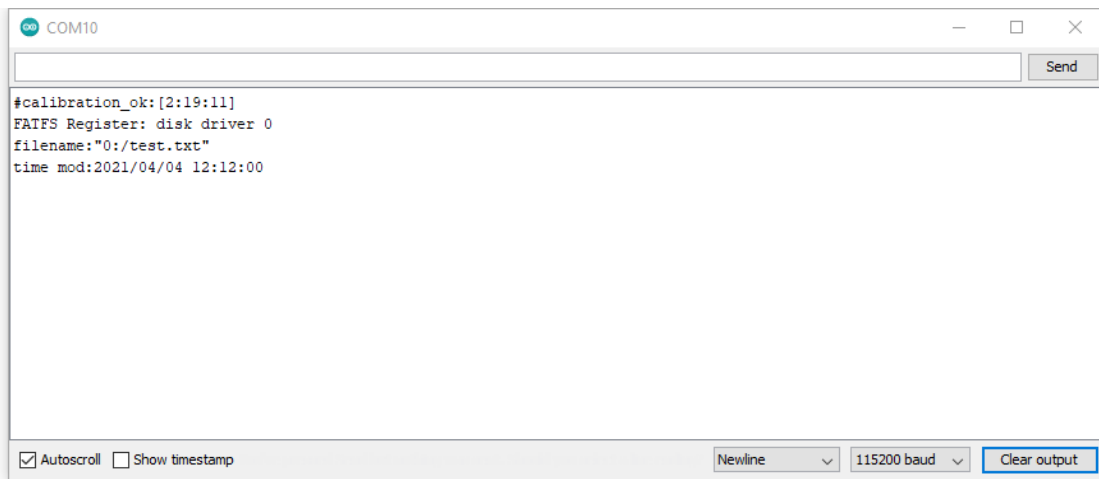 COM10
Send
#calibration_ok:[2:19:11]
FATFS Register: disk driver 0
filename:"0:/test.txt"
time mod:2021/04/04 12:12:00
Autoscroll Show timestamp Newline 115200 baud Clear output